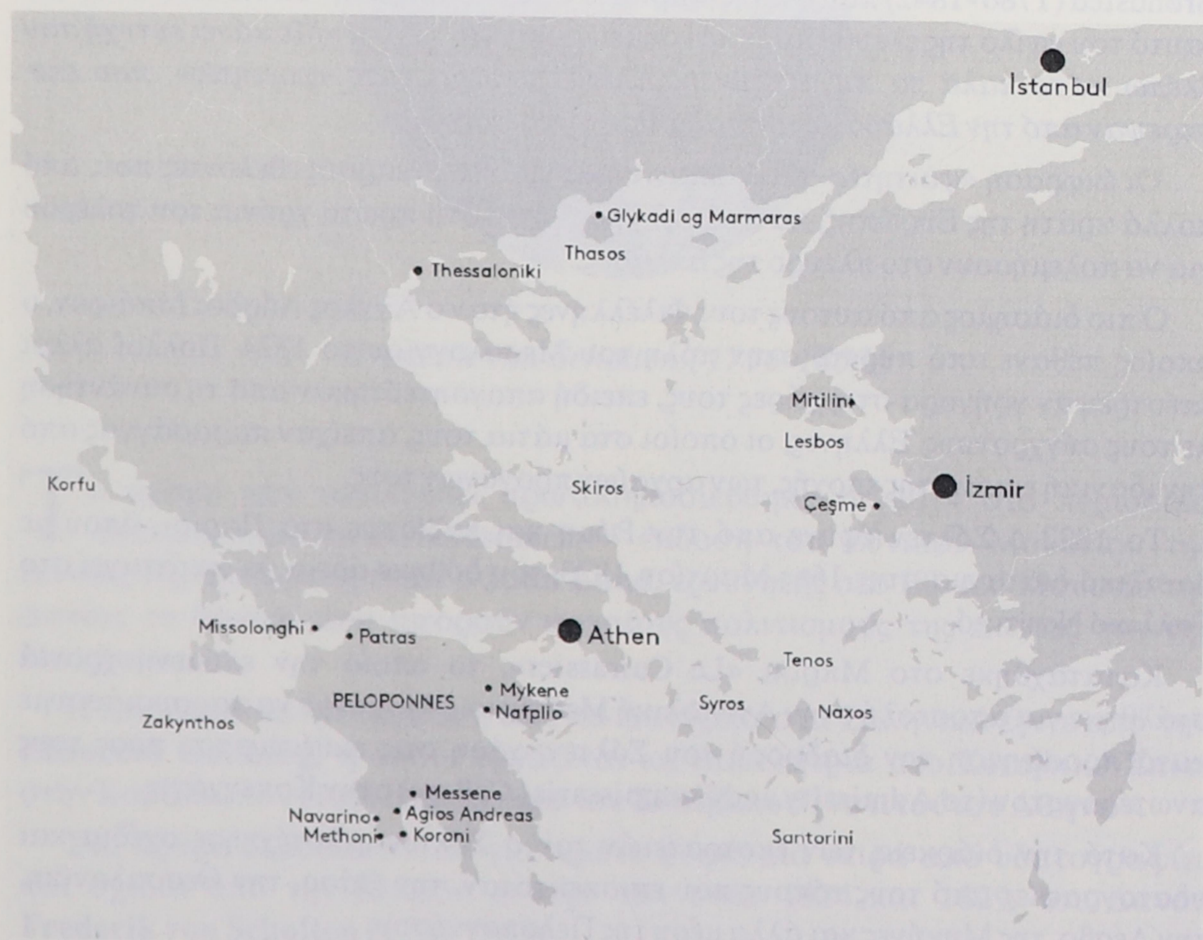 İstanbul
Glykadi og Marmaras
Thasos
Thessaloniki
Mitilini
Lesbos
Korfu
Skiros
İzmir
Çeşme
Missolonghi
Patras
Athen
Tenos
PELOPONNES
Mykene
Nafplio
Syros
Naxos
Zakynthos
Messene
Navarino
Agios Andreas
Methoni
Koroni
Santorini